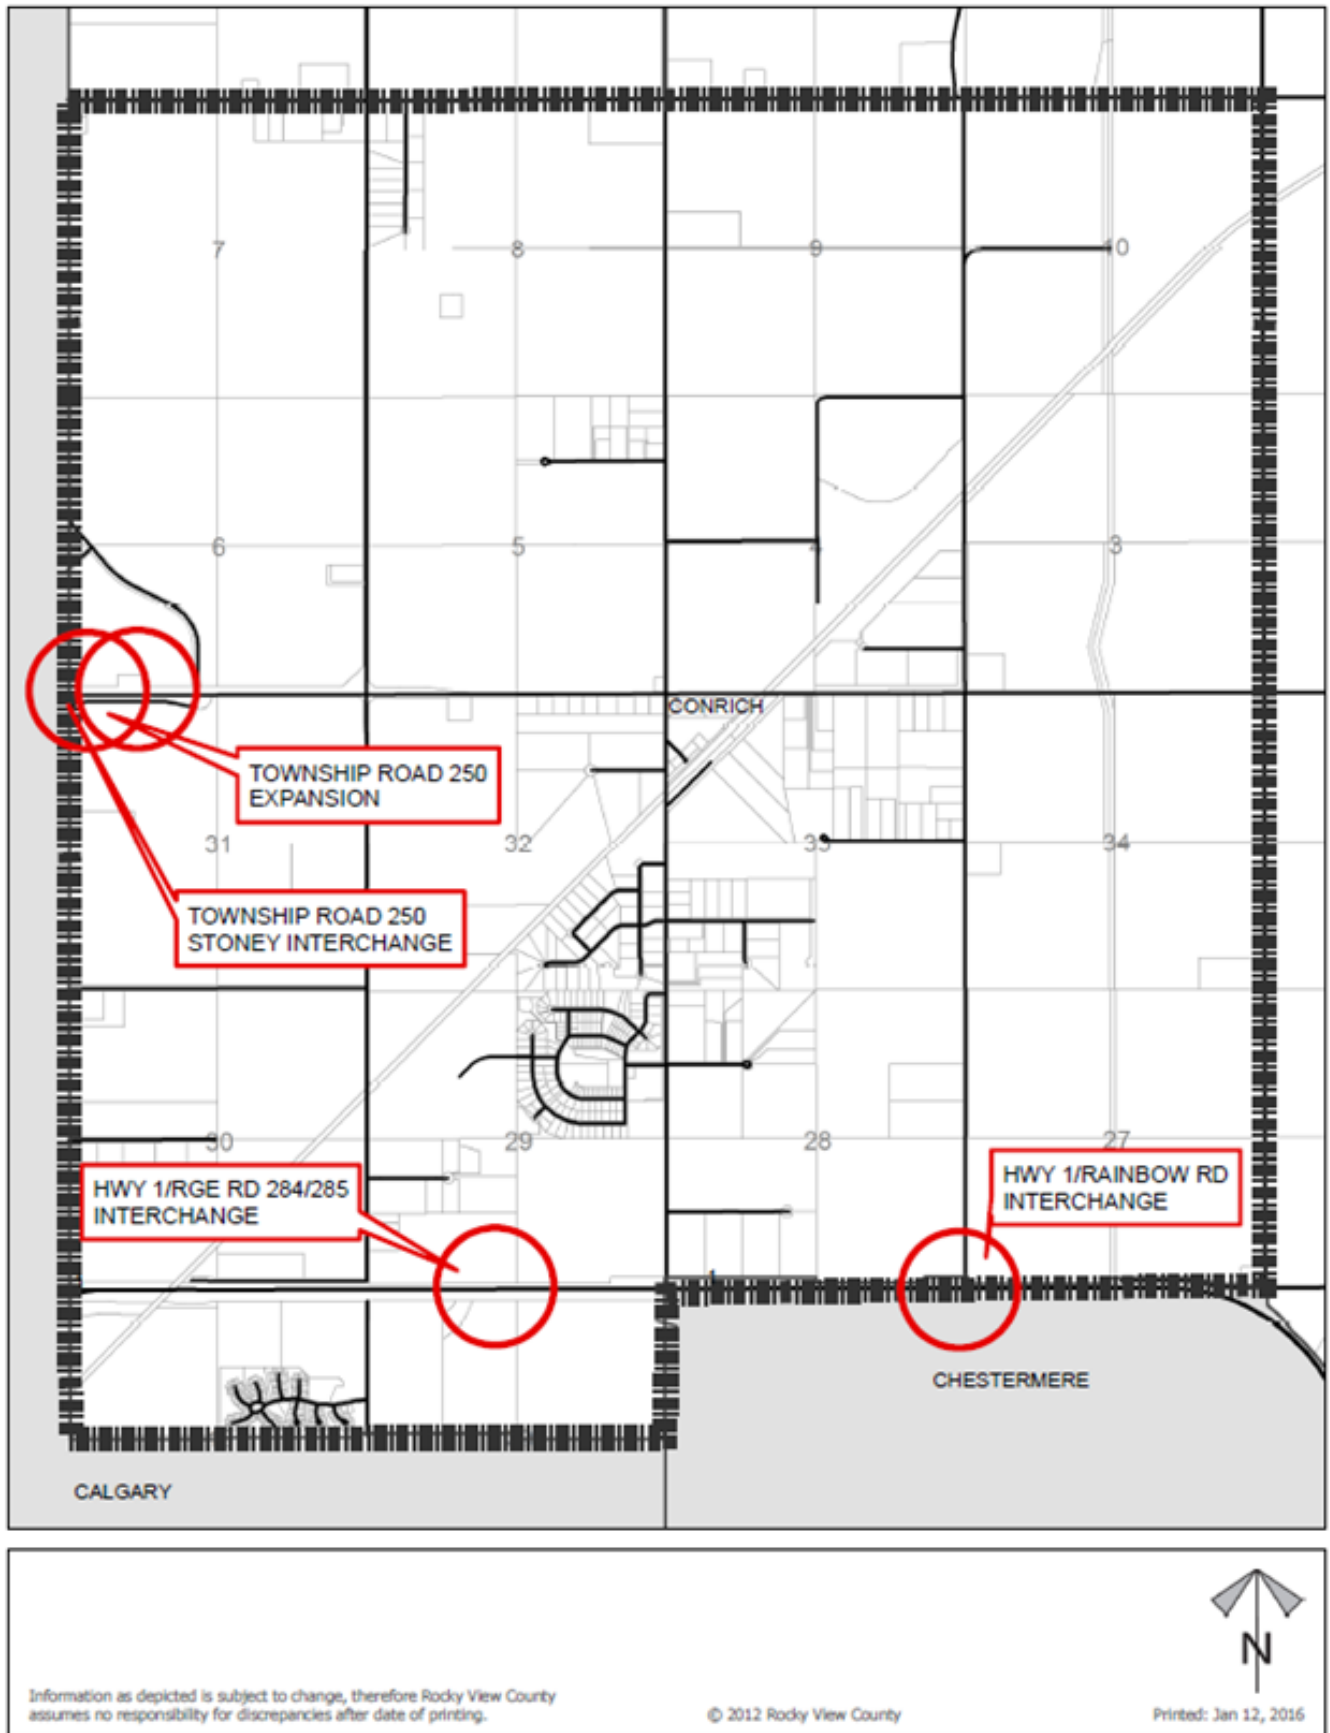 7
8
9
10
6
5
4
3
CONRICH
TOWNSHIP ROAD 250
EXPANSION
31
32
33
34
TOWNSHIP ROAD 250
STONEY INTERCHANGE
30
29
28
27
HWY 1/RGE RD 284/285
INTERCHANGE
HWY 1/RAINBOW RD
INTERCHANGE
1
CHESTERMERE
CALGARY
N
Information as depicted is subject to change, therefore Rocky View County
assumes no responsibility for discrepancies after date of printing.
© 2012 Rocky View County
Printed: Jan 12, 2016